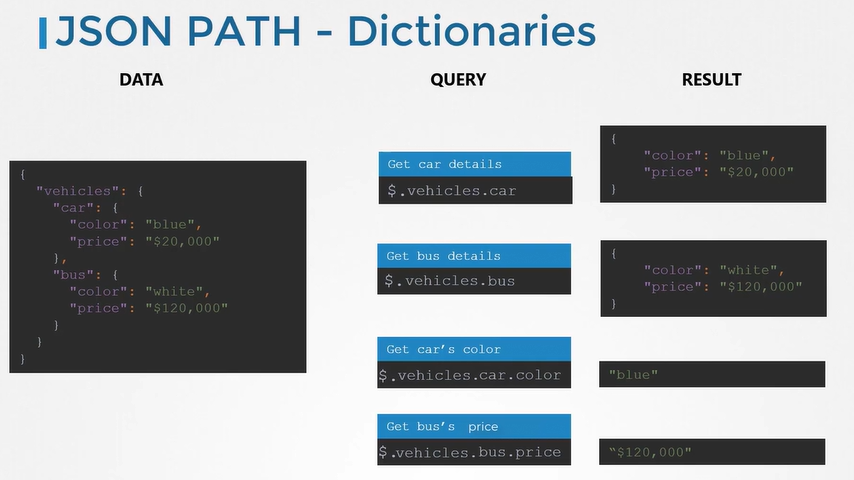 JSON PATH - Dictionaries
DATA
QUERY
RESULT
{
"vehicles": {
"car": {
"color": "blue",
"price": "$20,000"
},
"bus": {
"color": "white",
"price": "$120,000"
}
}
}
Get car details
$.vehicles.car
{
"color": "blue",
"price": "$20,000"
}
Get bus details
$.vehicles.bus
{
"color": "white",
"price": "$120,000"
}
Get car’s color
$.vehicles.car.color
"blue"
Get bus’s price
$.vehicles.bus.price
“$120,000"